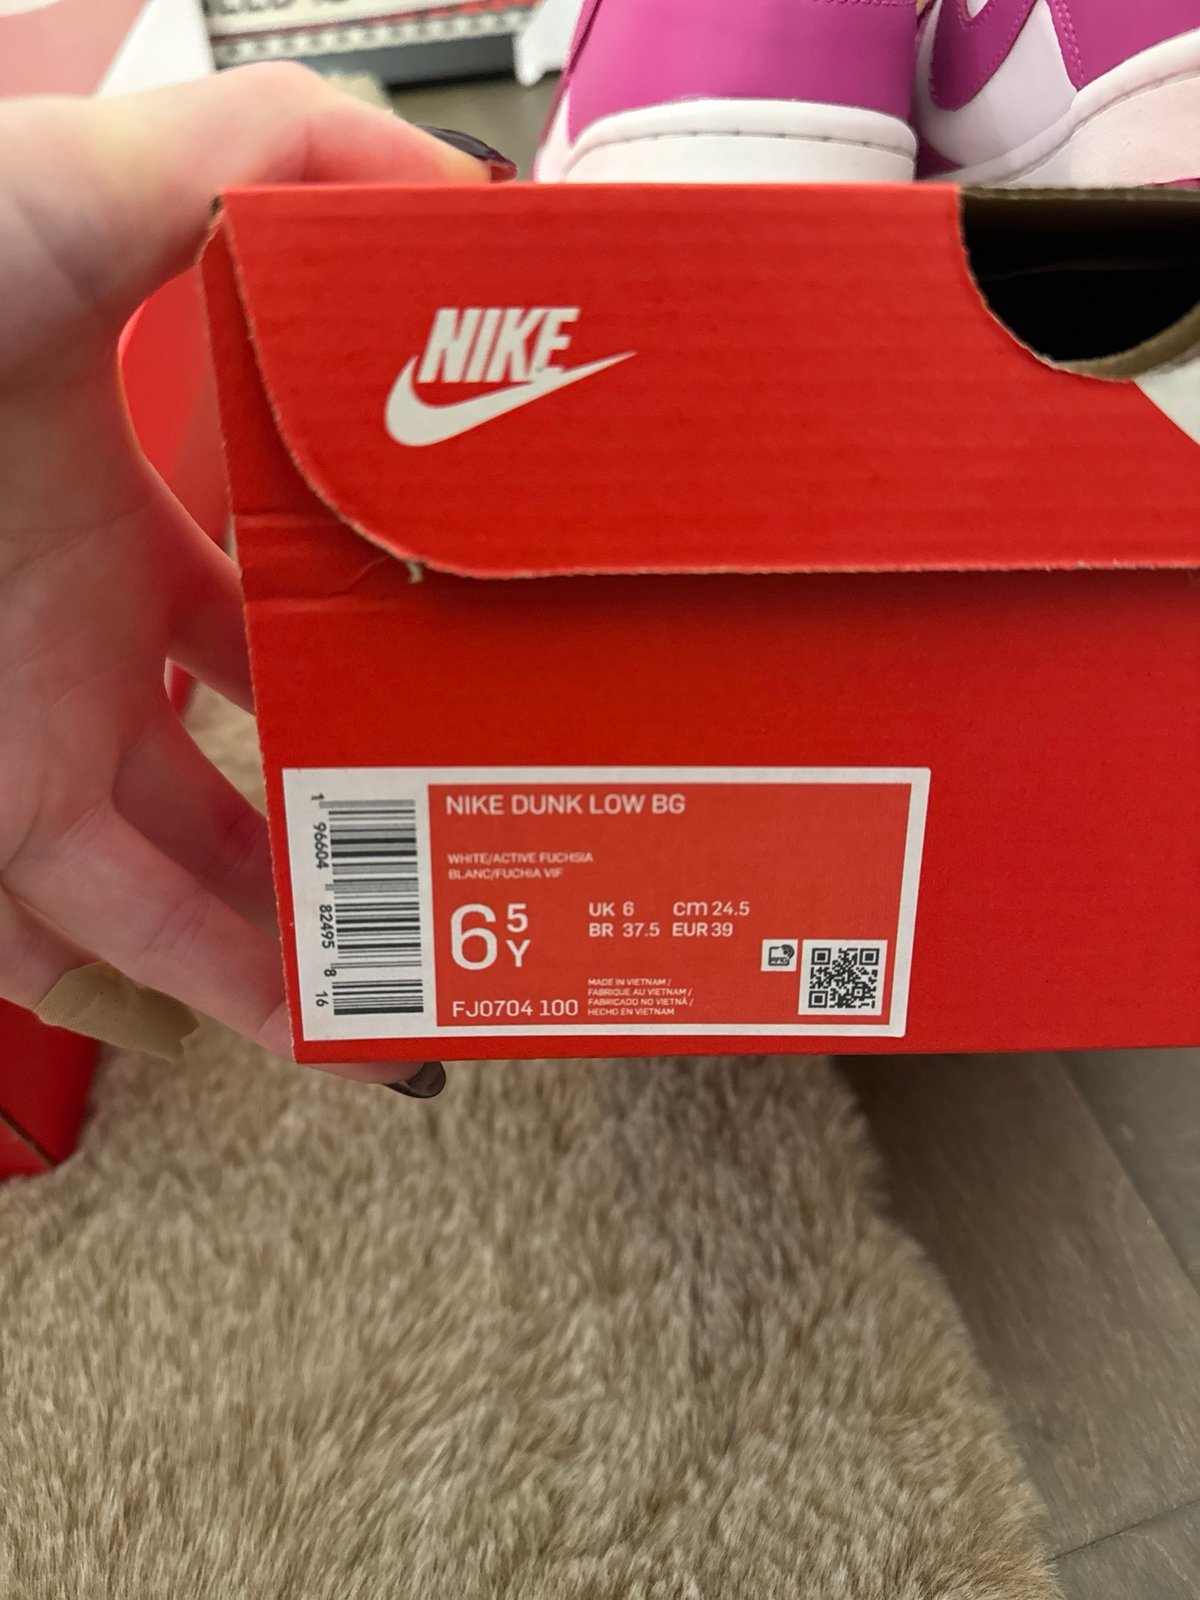 NIKE
NIKE DUNK LOW BG
WHITE/ACTIVE FUCHSIA
BLANC/FUCHIA VIF
6 5 Y
UK 6 cm 24.5
BR 37.5 EUR 39
MADE IN VIETNAM /
FABRIQUE AU VIETNAM /
FABRICADO NO VIETNÃ /
HECHO EN VIETNAM
FJ0704 100
1 96604 82495 8 16